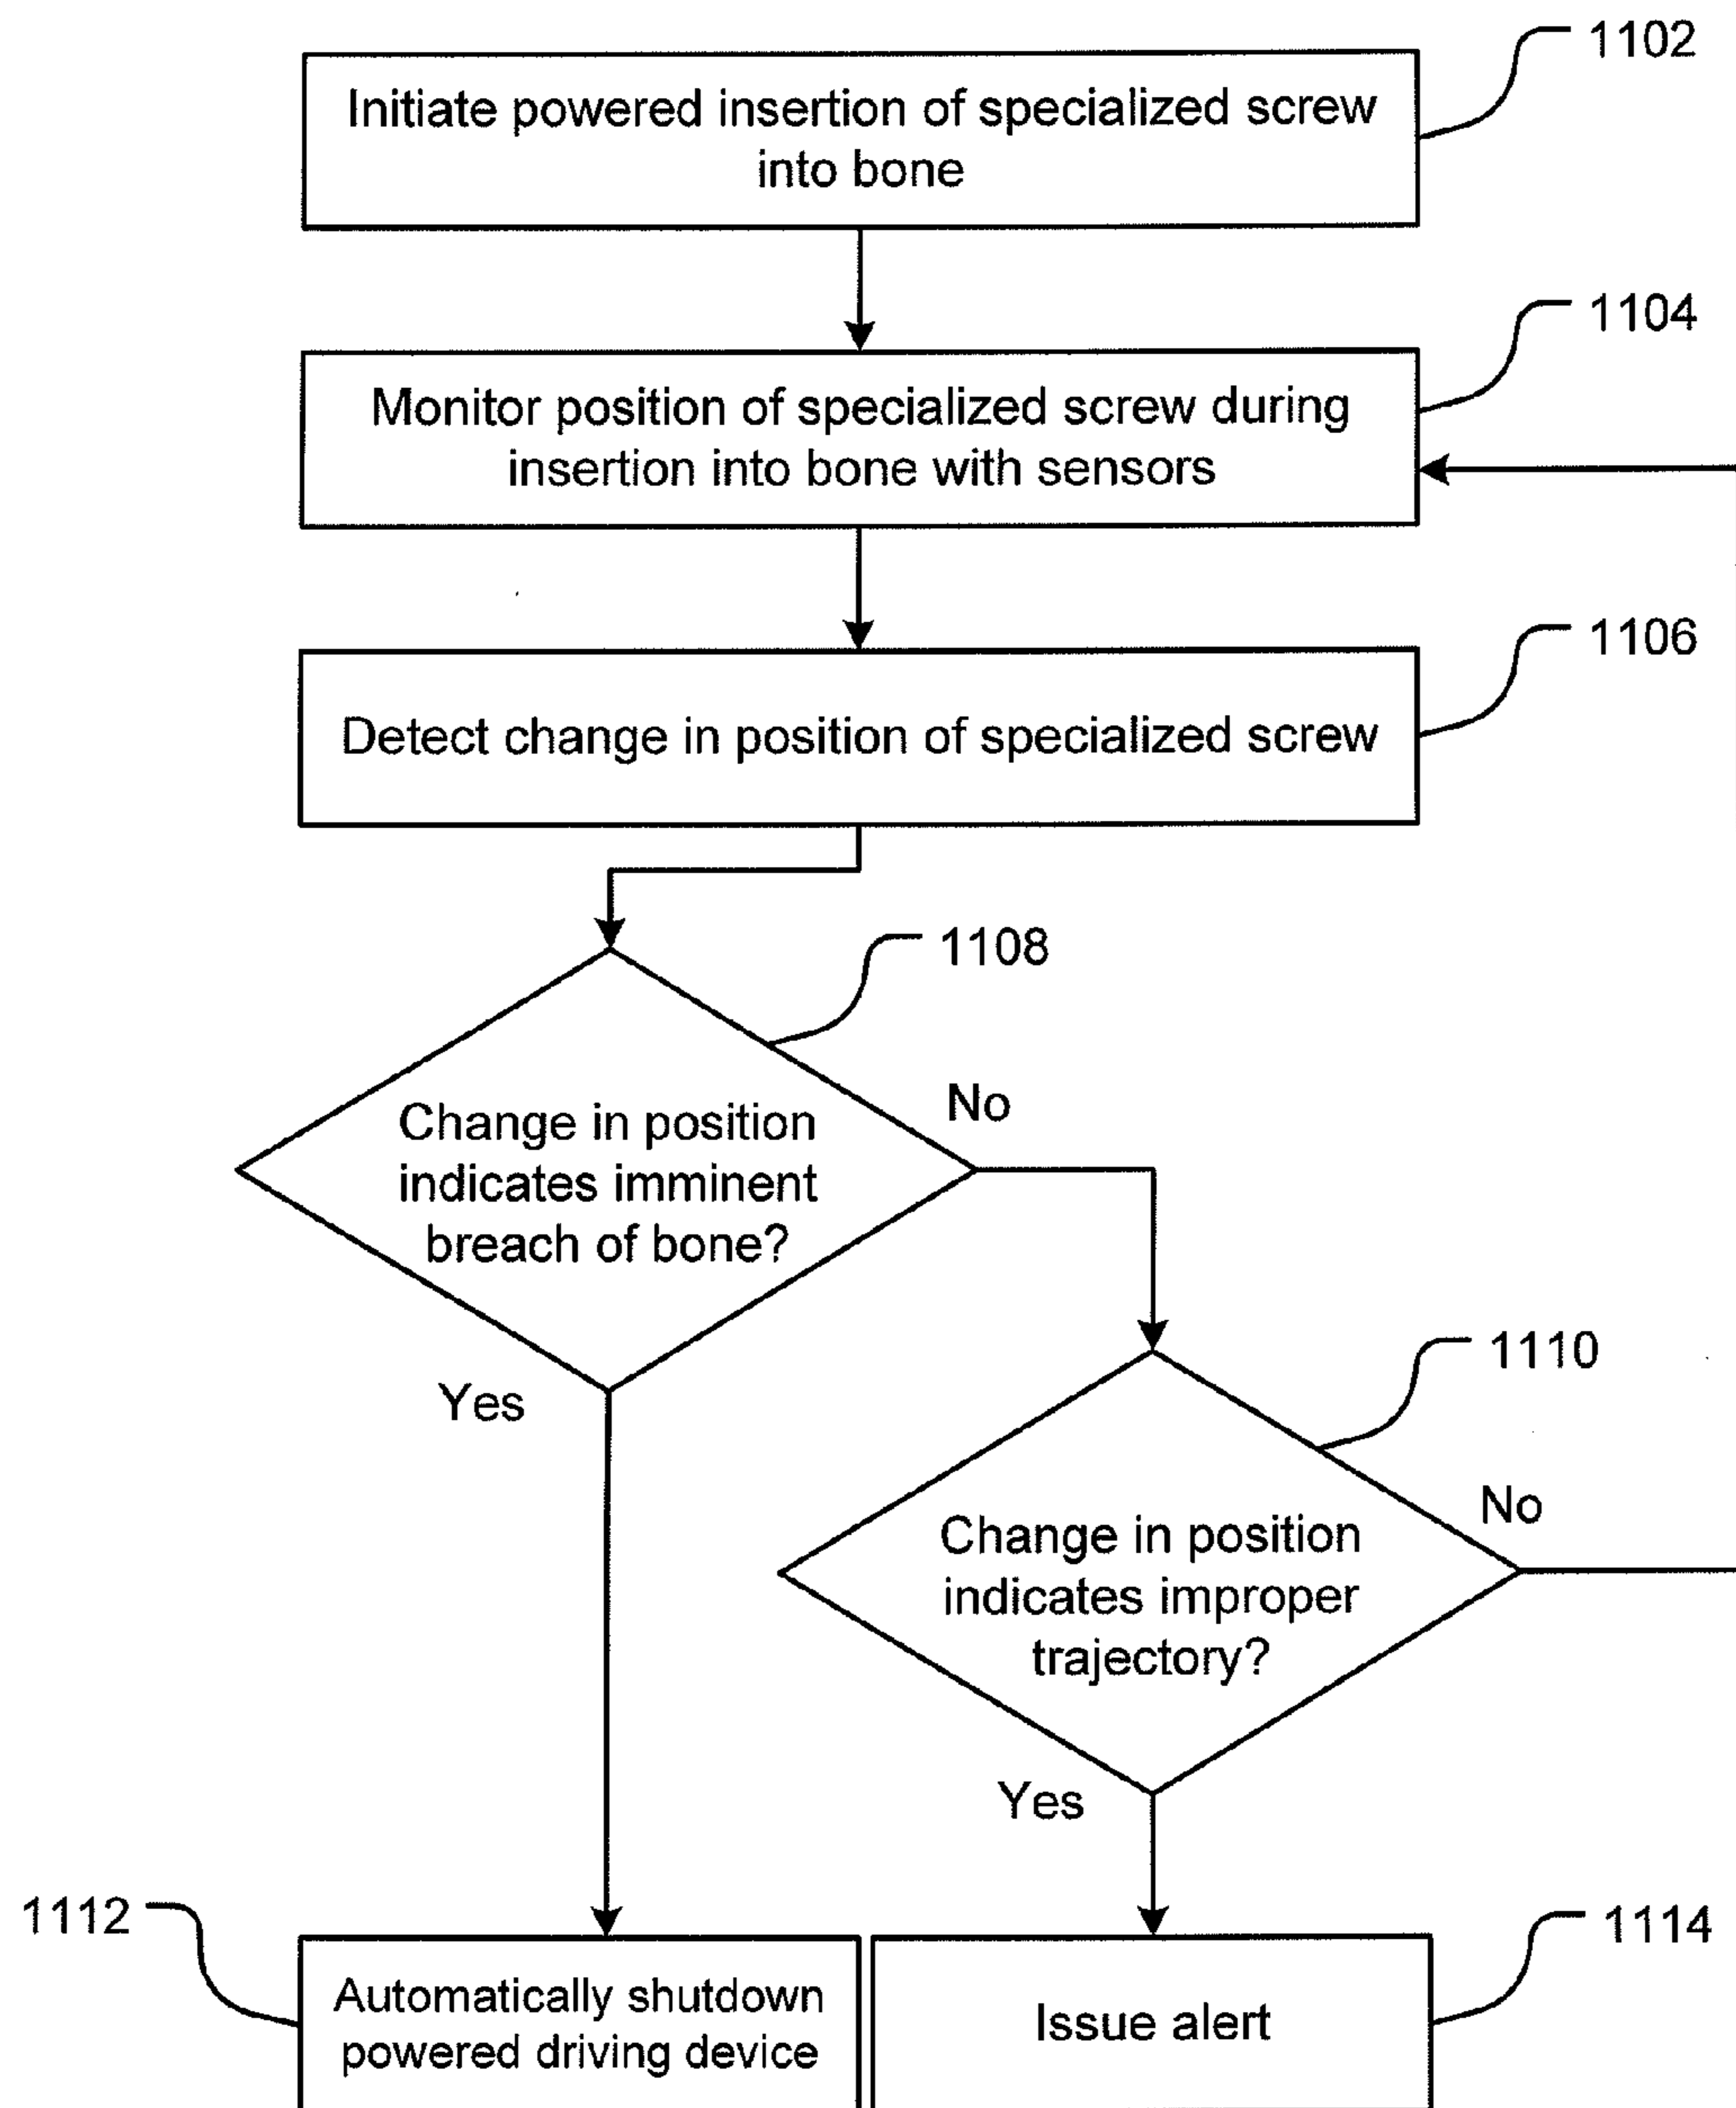 1102
Initiate powered insertion of specialized screw
into bone
1104
Monitor position of specialized screw during
insertion into bone with sensors
1106
Detect change in position of specialized screw
1108
Change in position
indicates imminent
breach of bone?
No
Yes
1110
Change in position
indicates improper
trajectory?
No
Yes
1112
Automatically shutdown
powered driving device
Issue alert
1114